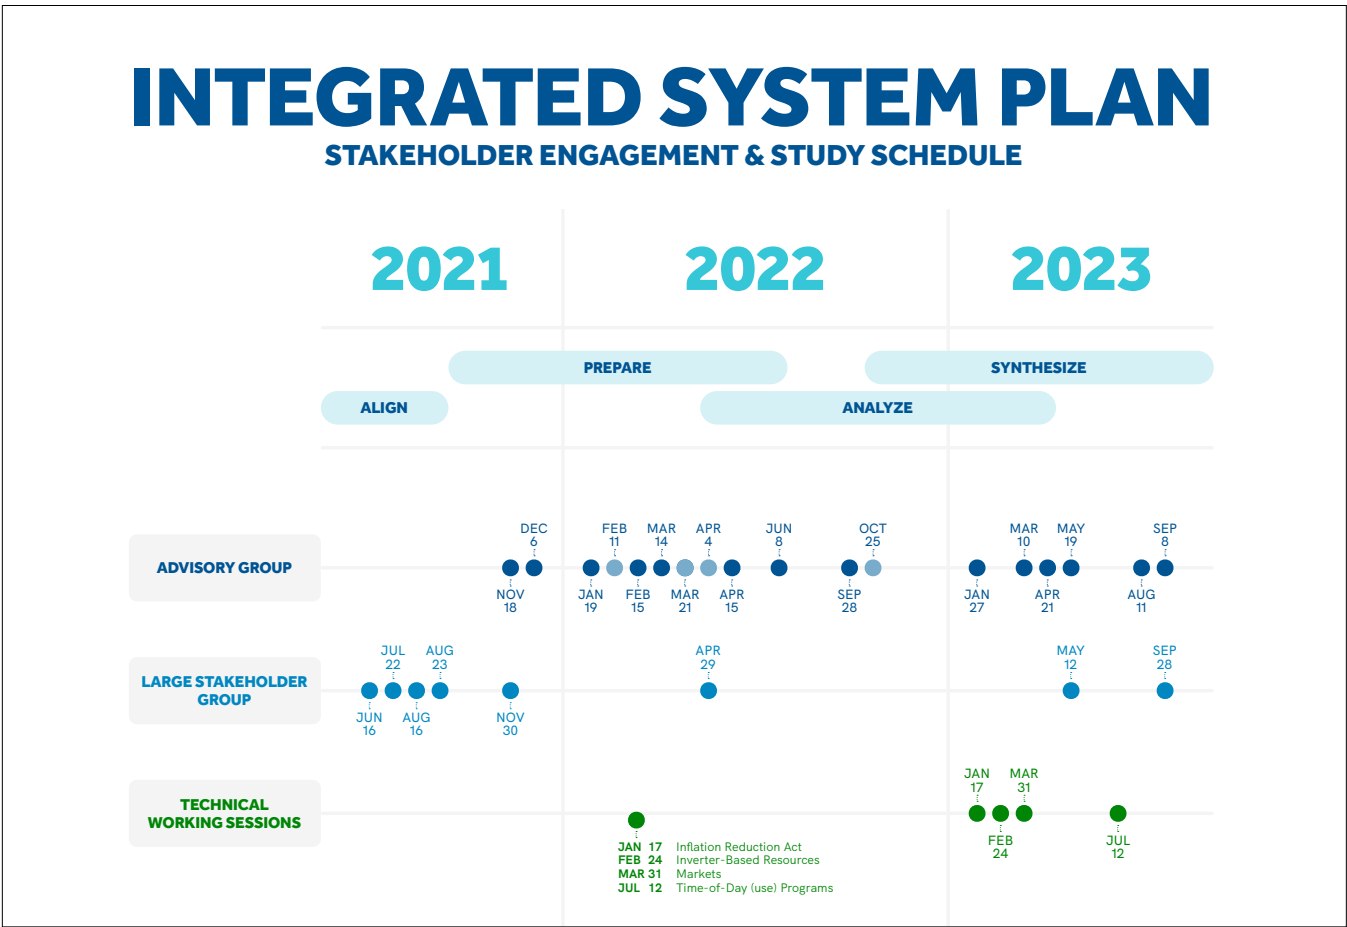 INTEGRATED SYSTEM PLAN
STAKEHOLDER ENGAGEMENT & STUDY SCHEDULE
2021
2022
2023
PREPARE
SYNTHESIZE
ALIGN
ANALYZE
ADVISORY GROUP
DEC
6
FEB
11
MAR
14
APR
4
JUN
8
OCT
25
MAR
10
MAY
19
SEP
8
NOV
18
JAN
19
FEB
15
MAR
21
APR
15
SEP
28
JAN
27
APR
21
AUG
11
LARGE STAKEHOLDER
GROUP
JUL
22
AUG
23
APR
29
MAY
12
SEP
28
JUN
16
AUG
16
NOV
30
TECHNICAL
WORKING SESSIONS
JAN
17
MAR
31
FEB
24
JUL
12
JAN 17 Inflation Reduction Act
FEB 24 Inverter-Based Resources
MAR 31 Markets
JUL 12 Time-of-Day (use) Programs